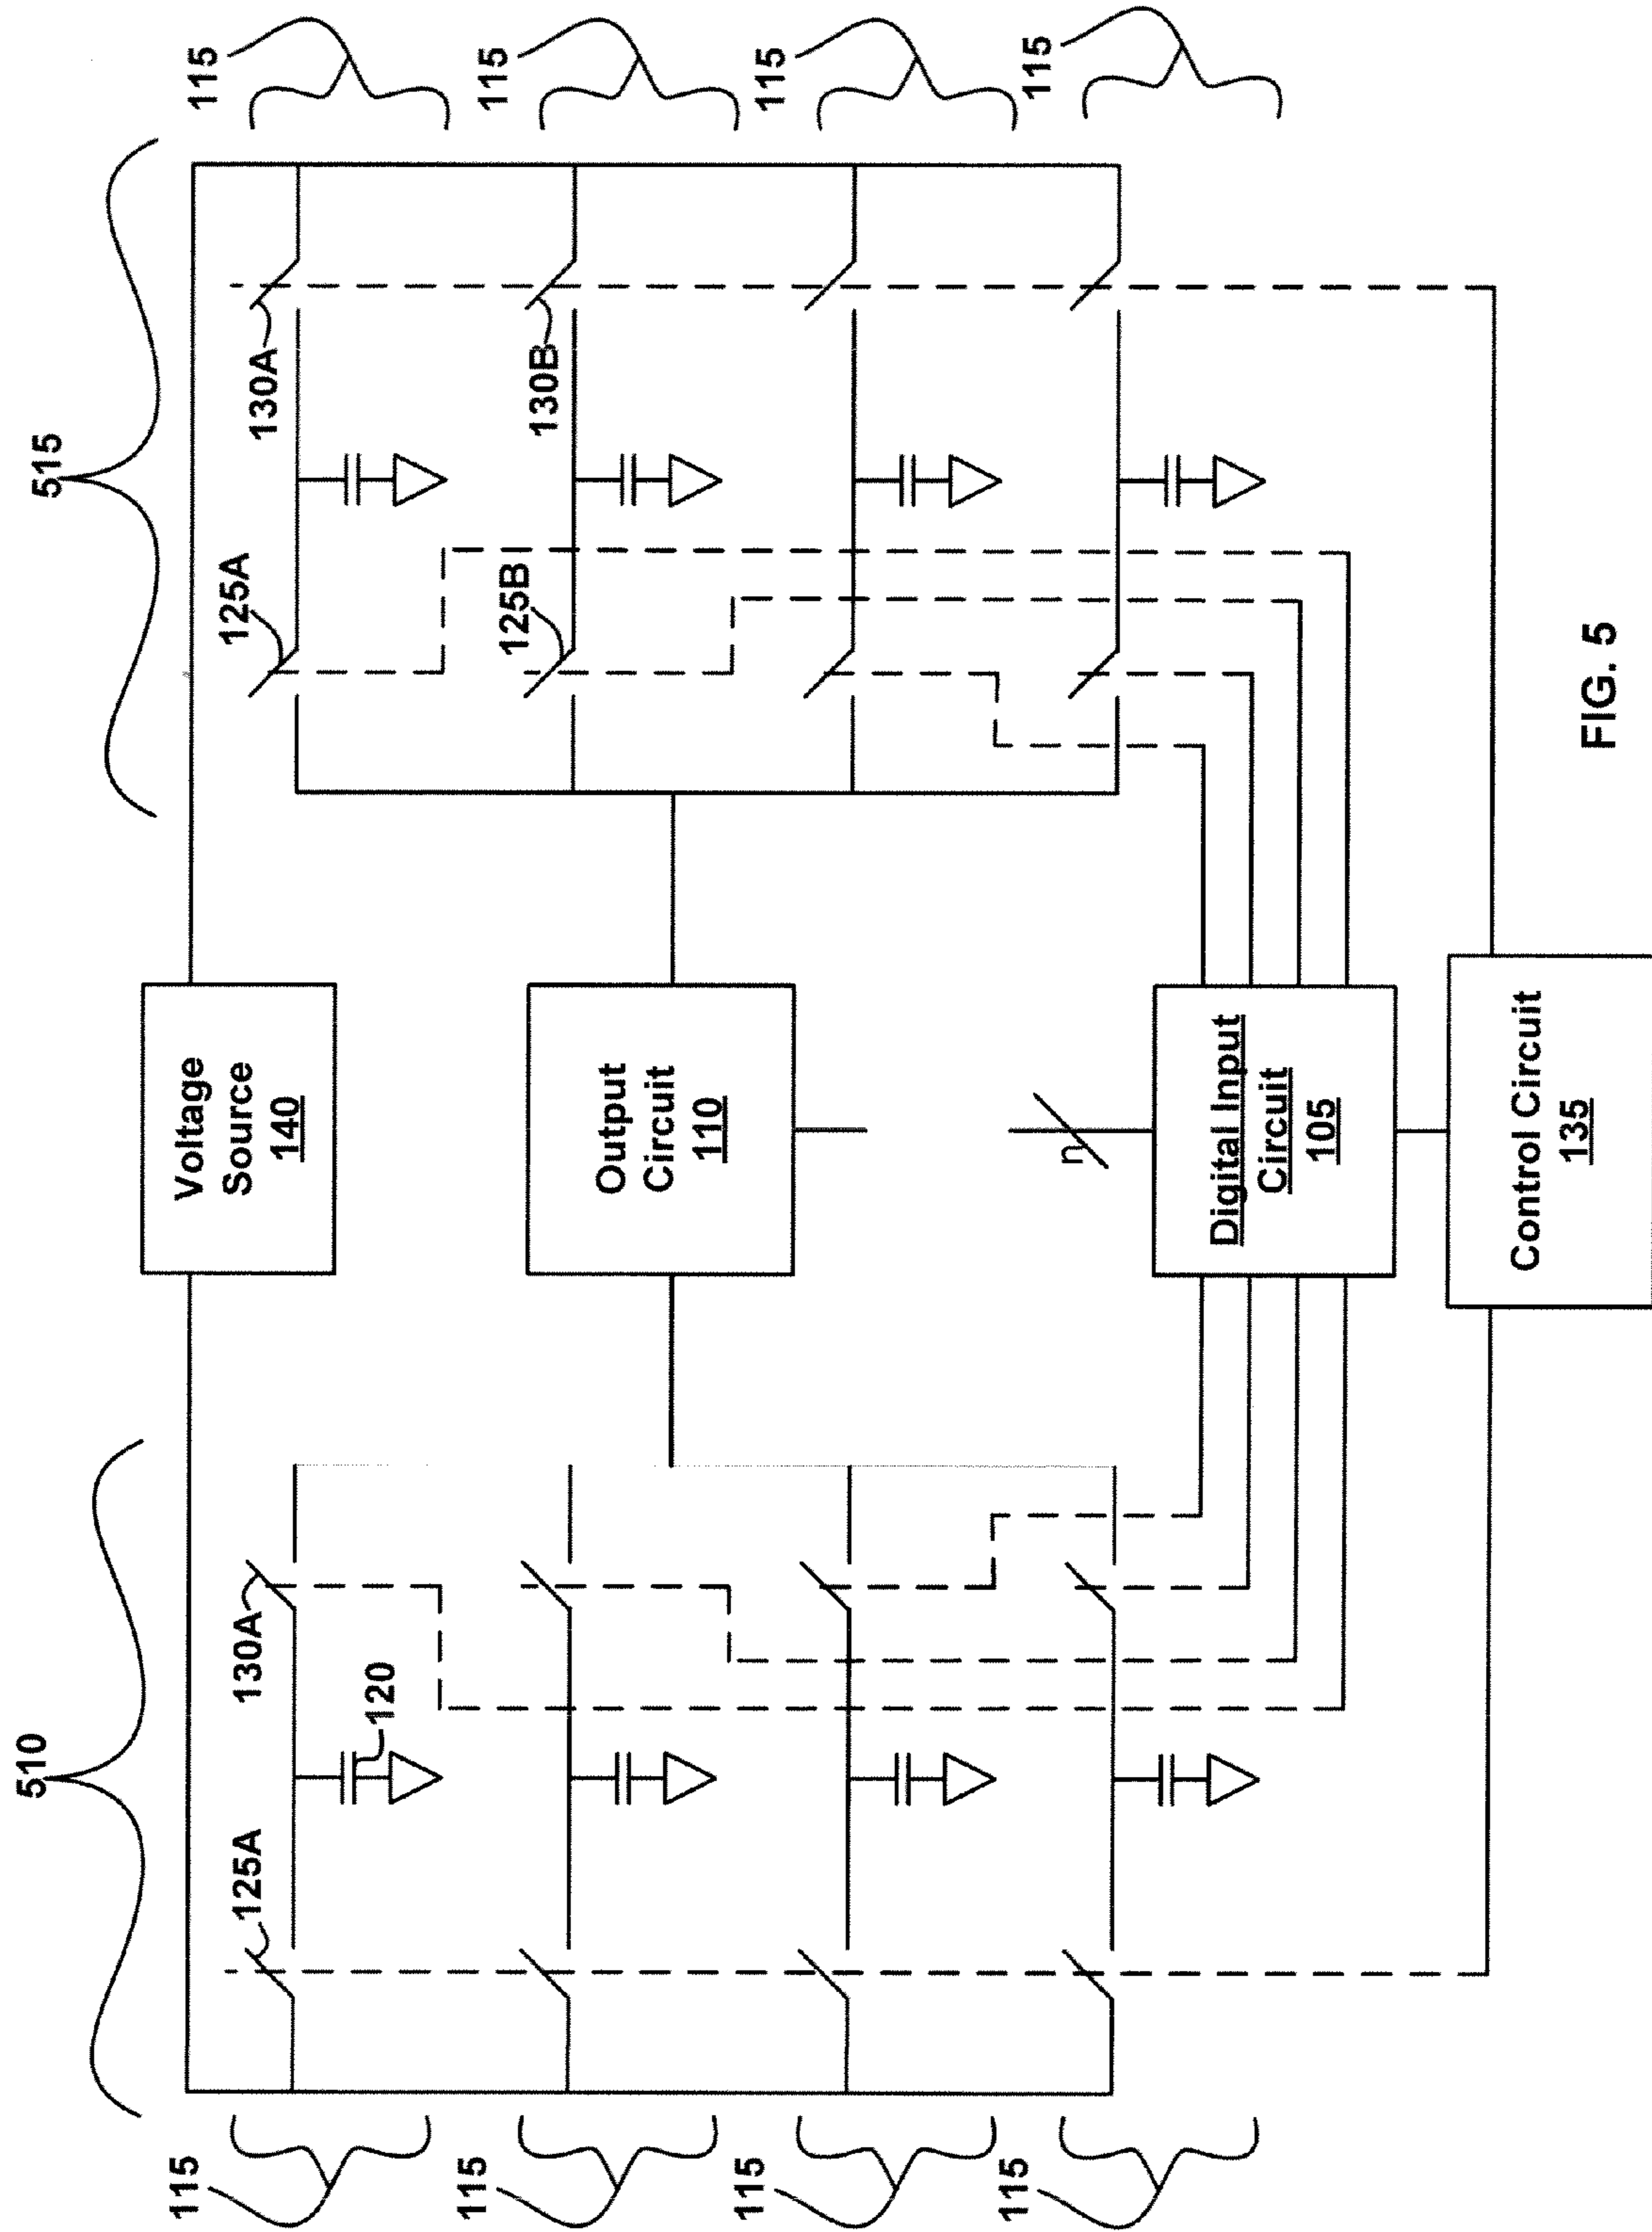 510
515
115
125A
130A
120
Voltage
Source
140
125A
130A
115
115
Output
Circuit
110
125B
130B
115
115
n
115
115
Digital Input
Circuit
105
115
Control Circuit
135
FIG. 5